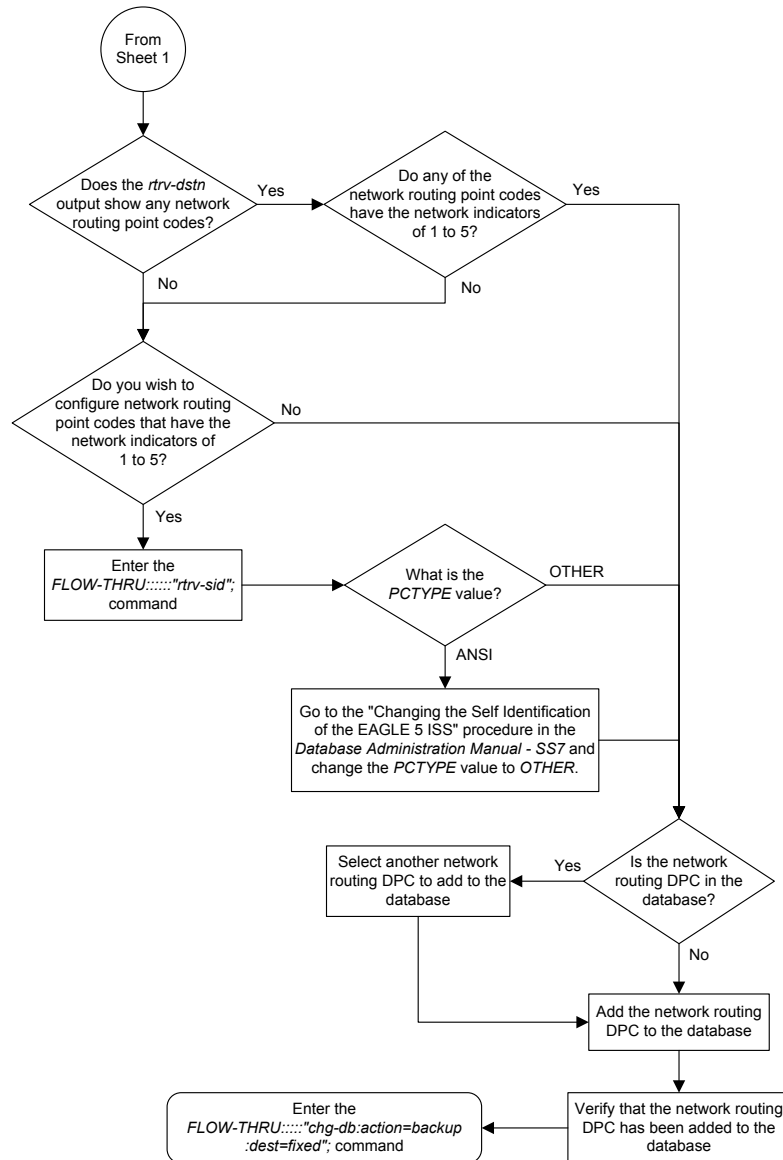 From
Sheet 1
Does the rtrv-dstn
output show any network
routing point codes?
Yes
Do any of the
network routing point codes
have the network indicators
of 1 to 5?
Yes
No
No
Do you wish to
configure network routing
point codes that have the
network indicators of
1 to 5?
No
Yes
Enter the
FLOW-THRU::::::"rtrv-sid";
command
What is the
PCTYPE value?
OTHER
ANSI
Go to the "Changing the Self Identification
of the EAGLE 5 ISS" procedure in the
Database Administration Manual - SS7 and
change the PCTYPE value to OTHER.
Select another network
routing DPC to add to the
database
Yes
Is the network
routing DPC in the
database?
No
Add the network routing
DPC to the database
Enter the
FLOW-THRU:::::"chg-db:action=backup
:dest=fixed"; command
Verify that the network routing
DPC has been added to the
database